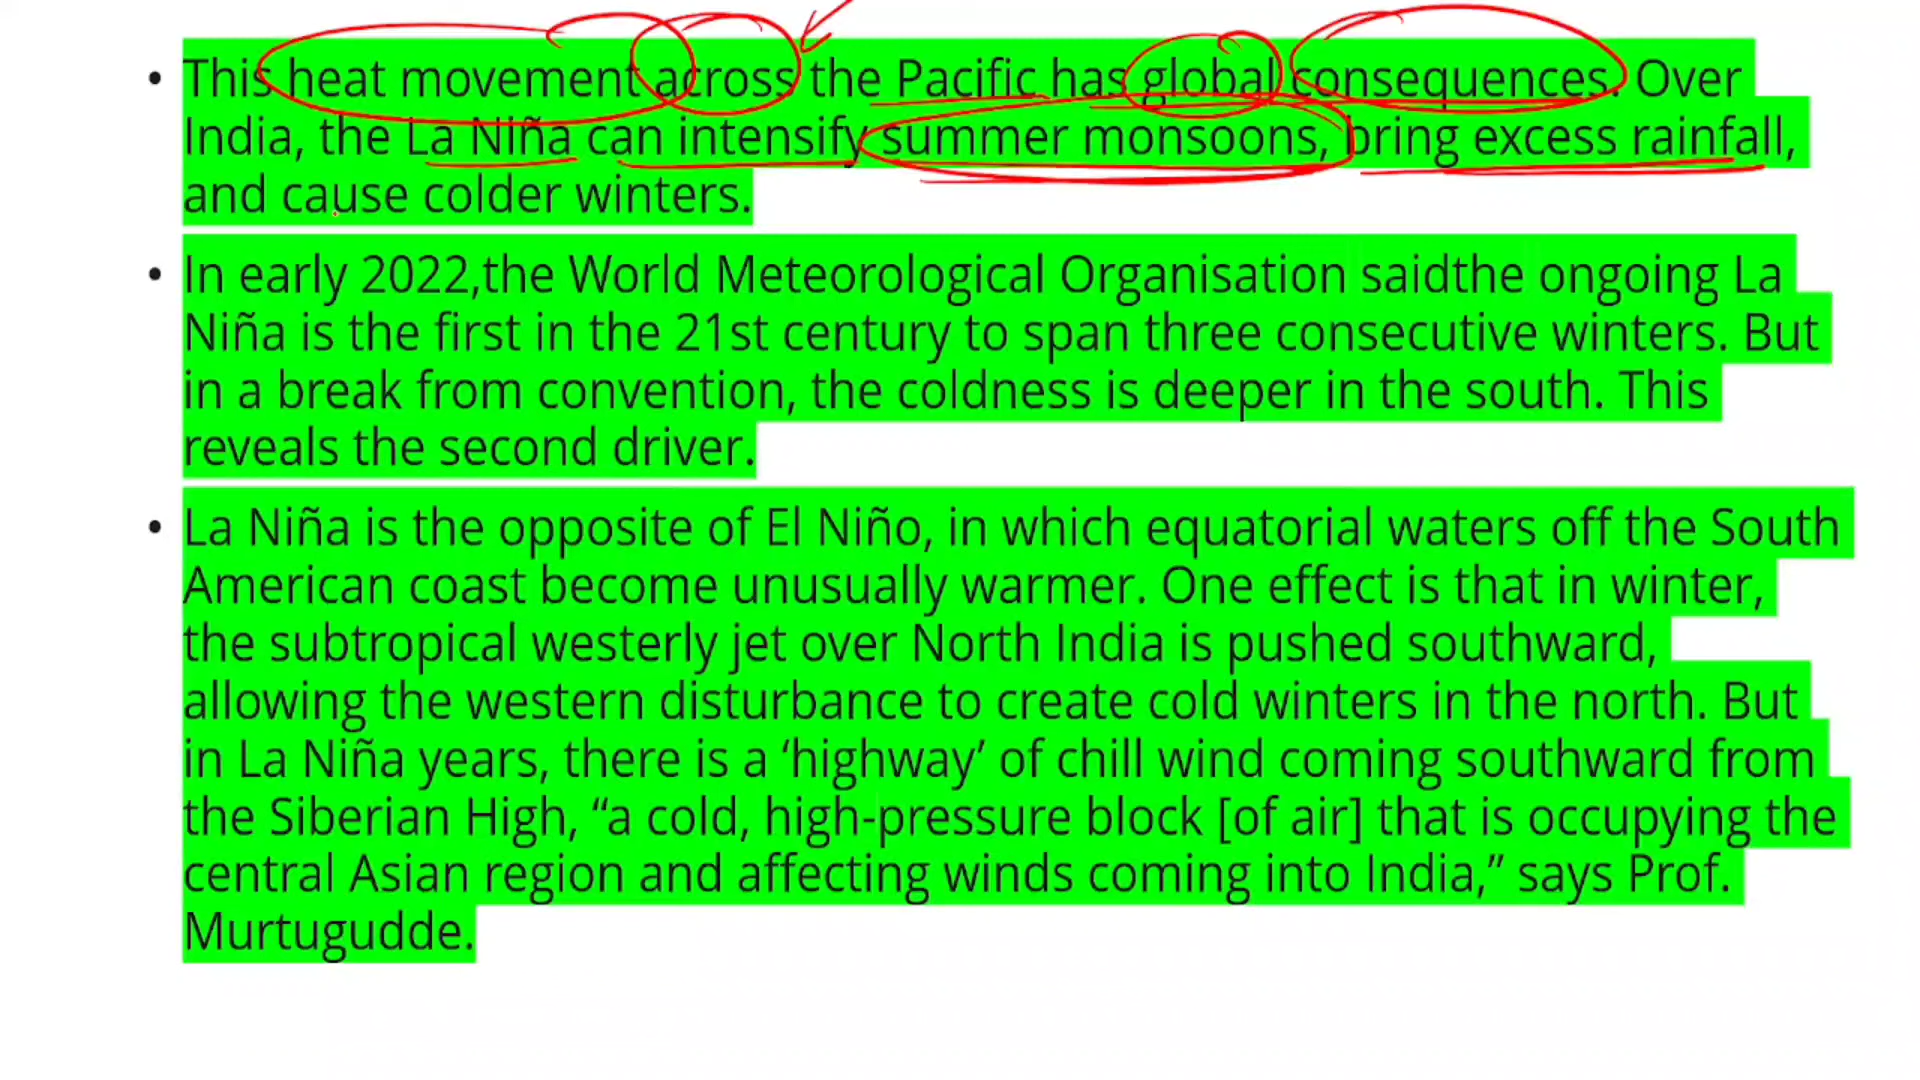 • This heat movement across the Pacific has global consequences. Over
India, the La Niña can intensify summer monsoons, bring excess rainfall,
and cause colder winters.
• In early 2022,the World Meteorological Organisation saidthe ongoing La
Niña is the first in the 21st century to span three consecutive winters. But
in a break from convention, the coldness is deeper in the south. This
reveals the second driver.
• La Niña is the opposite of El Niño, in which equatorial waters off the South
American coast become unusually warmer. One effect is that in winter,
the subtropical westerly jet over North India is pushed southward,
allowing the western disturbance to create cold winters in the north. But
in La Niña years, there is a ‘highway’ of chill wind coming southward from
the Siberian High, “a cold, high-pressure block [of air] that is occupying the
central Asian region and affecting winds coming into India,” says Prof.
Murtugudde.